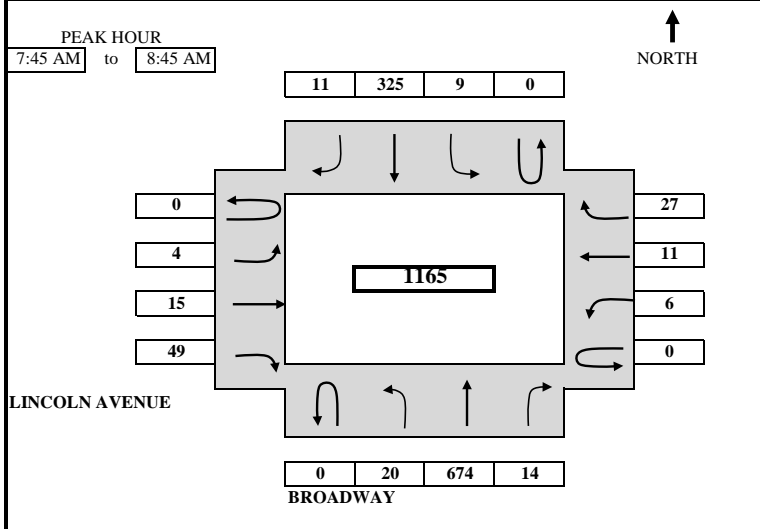 PEAK HOUR
7:45 AM to 8:45 AM
NORTH
11 325 9 0
0 27
4 11
1165
15 6
49 0
LINCOLN AVENUE
0 20 674 14
BROADWAY